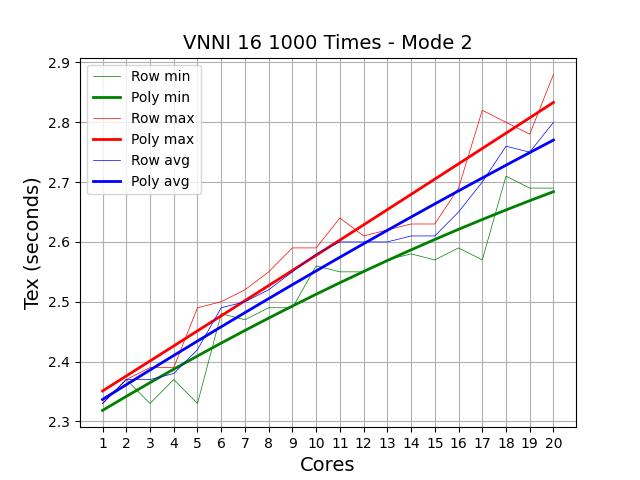 VNNI 16 1000 Times - Mode 2
Row min
Poly min
Row max
Poly max
Row avg
Poly avg
Tex (seconds)
2.9
2.8
2.7
2.6
2.5
2.4
2.3
1 2 3 4 5 6 7 8 9 10 11 12 13 14 15 16 17 18 19 20
Cores